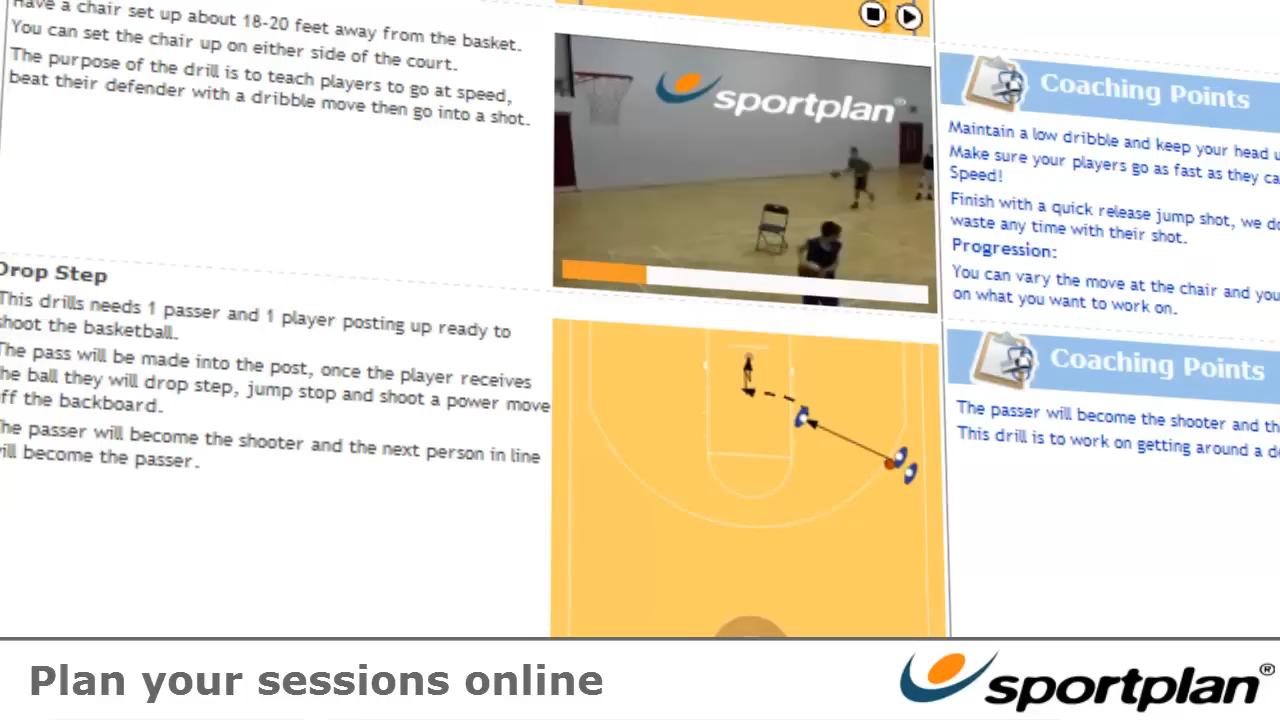 Have a chair set up about 18-20 feet away from the basket.
You can set the chair up on either side of the court.
The purpose of the drill is to teach players to go at speed,
beat their defender with a dribble move then go into a shot.
sportplan®
Coaching Points
Maintain a low dribble and keep your head u
Make sure your players go as fast as they ca
Speed!
Finish with a quick release jump shot, we do
waste any time with their shot.
Progression:
You can vary the move at the chair and you
on what you want to work on.
Drop Step
This drills needs 1 passer and 1 player posting up ready to
shoot the basketball.
The pass will be made into the post, once the player receives
he ball they will drop step, jump stop and shoot a power move
ff the backboard.
he passer will become the shooter and the next person in line
ill become the passer.
Coaching Points
The passer will become the shooter and th
This drill is to work on getting around a de
Plan your sessions online
sportplan®